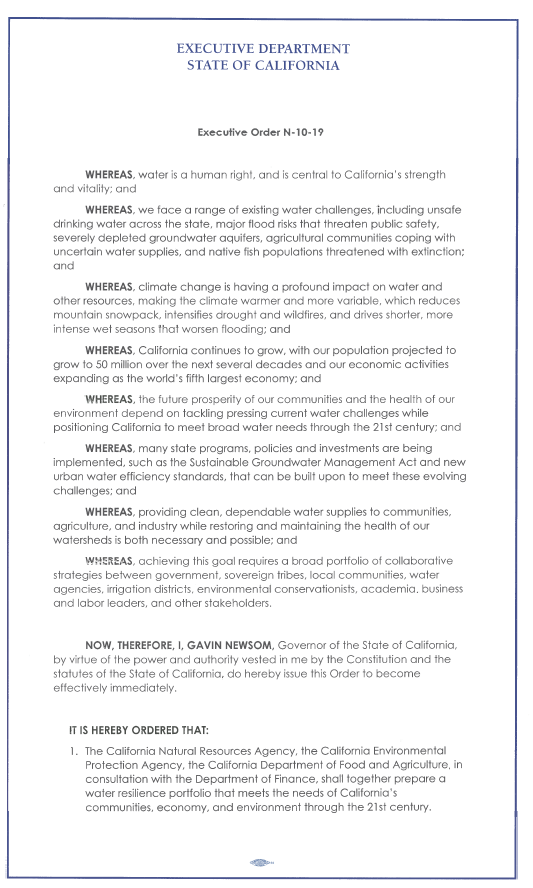 EXECUTIVE DEPARTMENT
STATE OF CALIFORNIA
Executive Order N-10-19
WHEREAS, water is a human right, and is central to California's strength
and vitality; and
WHEREAS, we face a range of existing water challenges, including unsafe
drinking water across the state, major flood risks that threaten public safety,
severely depleted groundwater aquifers, agricultural communities coping with
uncertain water supplies, and native fish populations threatened with extinction;
and
WHEREAS, climate change is having a profound impact on water and
other resources, making the climate warmer and more variable, which reduces
mountain snowpack, intensifies drought and wildfires, and drives shorter, more
intense wet seasons that worsen flooding; and
WHEREAS, California continues to grow, with our population projected to
grow to 50 million over the next several decades and our economic activities
expanding as the world's fifth largest economy; and
WHEREAS, the future prosperity of our communities and the health of our
environment depend on tackling pressing current water challenges while
positioning California to meet broad water needs through the 21st century; and
WHEREAS, many state programs, policies and investments are being
implemented, such as the Sustainable Groundwater Management Act and new
urban water efficiency standards, that can be built upon to meet these evolving
challenges; and
WHEREAS, providing clean, dependable water supplies to communities,
agriculture, and industry while restoring and maintaining the health of our
watersheds is both necessary and possible; and
WHEREAS, achieving this goal requires a broad portfolio of collaborative
strategies between government, sovereign tribes, local communities, water
agencies, irrigation districts, environmental conservationists, academia, business
and labor leaders, and other stakeholders.
NOW, THEREFORE, I, GAVIN NEWSOM, Governor of the State of California,
by virtue of the power and authority vested in me by the Constitution and the
statutes of the State of California, do hereby issue this Order to become
effectively immediately.
IT IS HEREBY ORDERED THAT:
1. The California Natural Resources Agency, the California Environmental
Protection Agency, the California Department of Food and Agriculture, in
consultation with the Department of Finance, shall together prepare a
water resilience portfolio that meets the needs of California's
communities, economy, and environment through the 21st century.